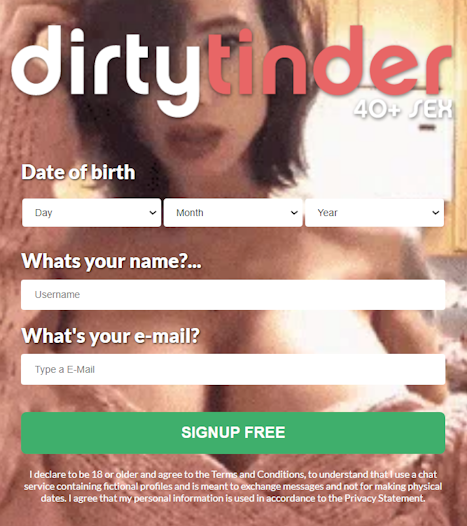 dirtytinder
40+ SEX
Date of birth
Day Month Year
Whats your name?...
Username
What's your e-mail?
Type a E-Mail
SIGNUP FREE
I declare to be 18 or older and agree to the Terms and Conditions, to understand that I use a chat
service containing fictional profiles and is meant to exchange messages and not for making physical
dates. I agree that my personal information is used in accordance to the Privacy Statement.